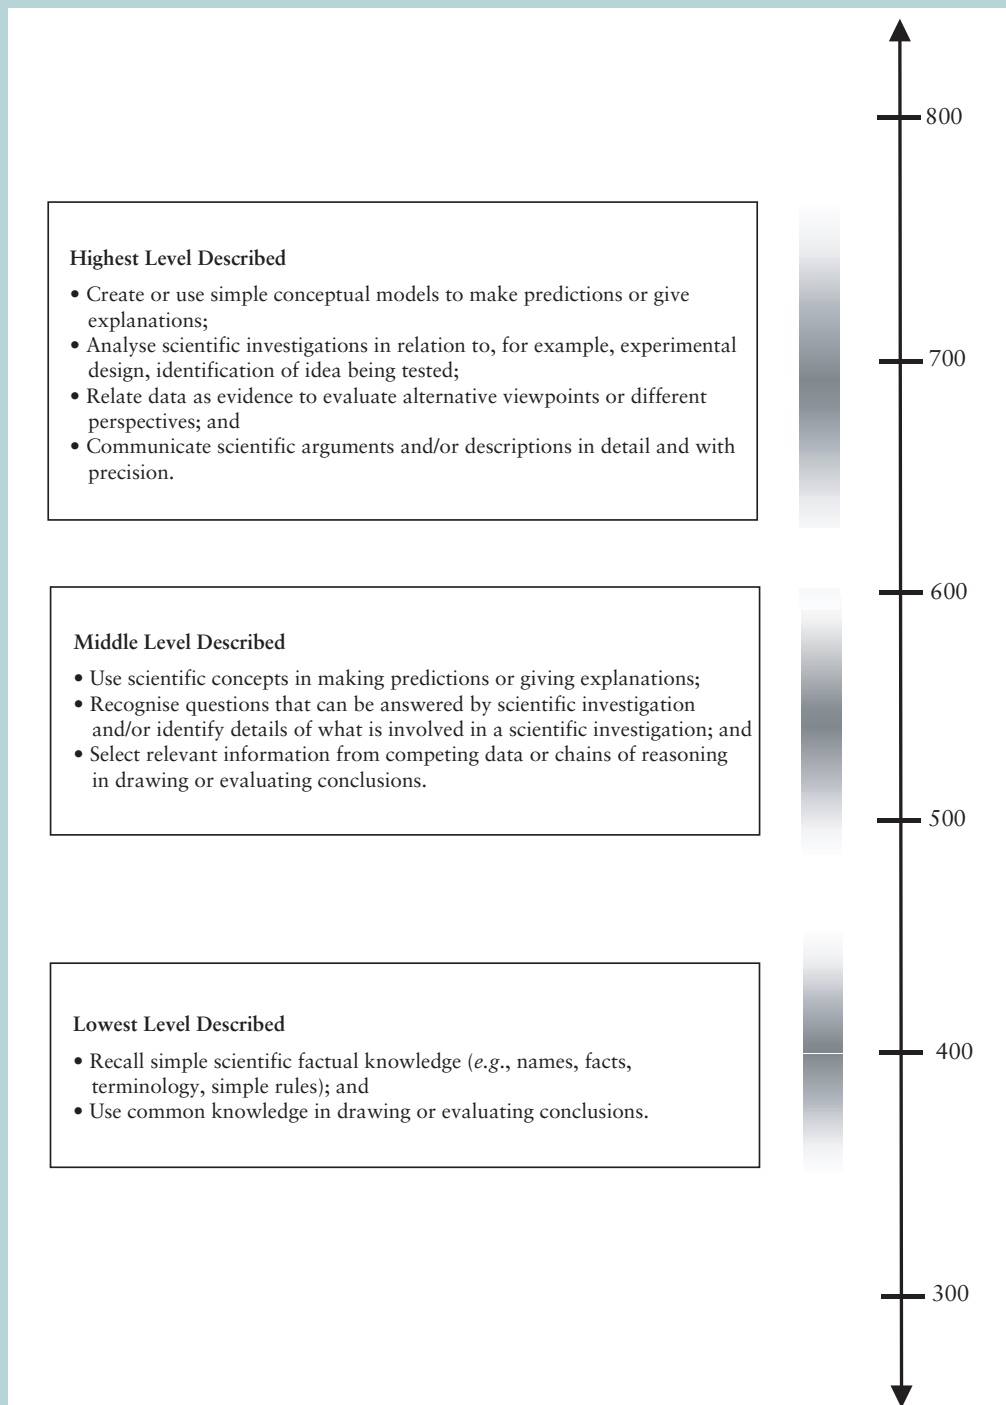 800
Highest Level Described
• Create or use simple conceptual models to make predictions or give
explanations;
• Analyse scientific investigations in relation to, for example, experimental
design, identification of idea being tested;
• Relate data as evidence to evaluate alternative viewpoints or different
perspectives; and
• Communicate scientific arguments and/or descriptions in detail and with
precision.
700
600
Middle Level Described
• Use scientific concepts in making predictions or giving explanations;
• Recognise questions that can be answered by scientific investigation
and/or identify details of what is involved in a scientific investigation; and
• Select relevant information from competing data or chains of reasoning
in drawing or evaluating conclusions.
500
Lowest Level Described
• Recall simple scientific factual knowledge (e.g., names, facts,
terminology, simple rules); and
• Use common knowledge in drawing or evaluating conclusions.
400
300